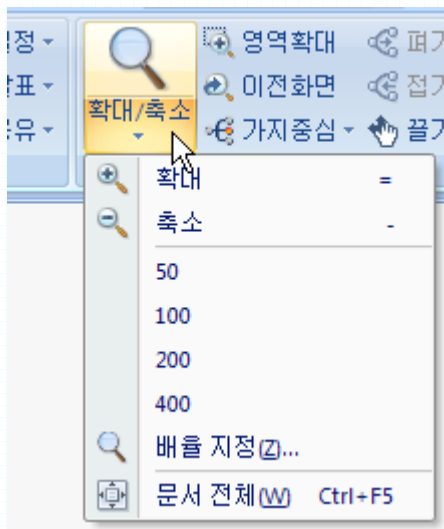 영역확대
이전화면
확대/축소
가지중심
확대 =
축소 -
50
100
200
400
배율 지정(Z)...
문서 전체(W) Ctrl+F5